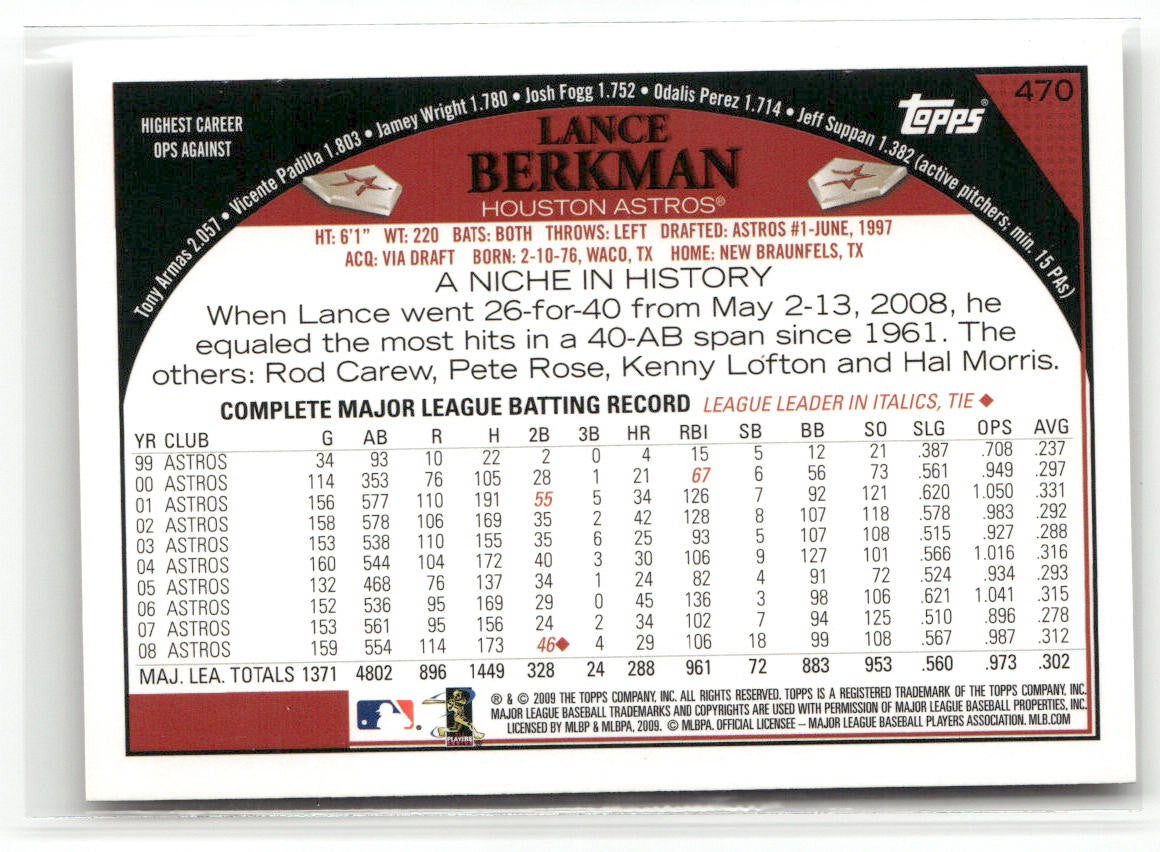 470
topps®
HIGHEST CAREER
OPS AGAINST
Tony Armas 2.057 • Vicente Padilla 1.803 • Jamey Wright 1.780 • Josh Fogg 1.752 • Odalis Perez 1.714 • Jeff Suppan 1.382 (active pitchers; min. 15 PAs)
LANCE
BERKMAN
HOUSTON ASTROS®
HT: 6'1" WT: 220 BATS: BOTH THROWS: LEFT DRAFTED: ASTROS #1-JUNE, 1997
ACQ: VIA DRAFT BORN: 2-10-76, WACO, TX HOME: NEW BRAUNFELS, TX
A NICHE IN HISTORY
When Lance went 26-for-40 from May 2-13, 2008, he
equaled the most hits in a 40-AB span since 1961. The
others: Rod Carew, Pete Rose, Kenny Lofton and Hal Morris.
COMPLETE MAJOR LEAGUE BATTING RECORD LEAGUE LEADER IN ITALICS, TIE ◆
YR CLUB G AB R H 2B 3B HR RBI SB BB SO SLG OPS AVG
99 ASTROS 34 93 10 22 2 0 4 15 5 12 21 .387 .708 .237
00 ASTROS 114 353 76 105 28 1 21 67 6 56 73 .561 .949 .297
01 ASTROS 156 577 110 191 55 5 34 126 7 92 121 .620 1.050 .331
02 ASTROS 158 578 106 169 35 2 42 128 8 107 118 .578 .983 .292
03 ASTROS 153 538 110 155 35 6 25 93 5 107 108 .515 .927 .288
04 ASTROS 160 544 104 172 40 3 30 106 9 127 101 .566 1.016 .316
05 ASTROS 132 468 76 137 34 1 24 82 4 91 72 .524 .934 .293
06 ASTROS 152 536 95 169 29 0 45 136 3 98 106 .621 1.041 .315
07 ASTROS 153 561 95 156 24 2 34 102 7 94 125 .510 .896 .278
08 ASTROS 159 554 114 173 46◆ 4 29 106 18 99 108 .567 .987 .312
MAJ. LEA. TOTALS 1371 4802 896 1449 328 24 288 961 72 883 953 .560 .973 .302
® & © 2009 THE TOPPS COMPANY, INC. ALL RIGHTS RESERVED. TOPPS IS A REGISTERED TRADEMARK OF THE TOPPS COMPANY, INC.
MAJOR LEAGUE BASEBALL TRADEMARKS AND COPYRIGHTS ARE USED WITH PERMISSION OF MAJOR LEAGUE BASEBALL PROPERTIES, INC.
LICENSED BY MLBP & MLBPA, 2009. © MLBPA. OFFICIAL LICENSEE – MAJOR LEAGUE BASEBALL PLAYERS ASSOCIATION. MLB.COM
PLAYERS